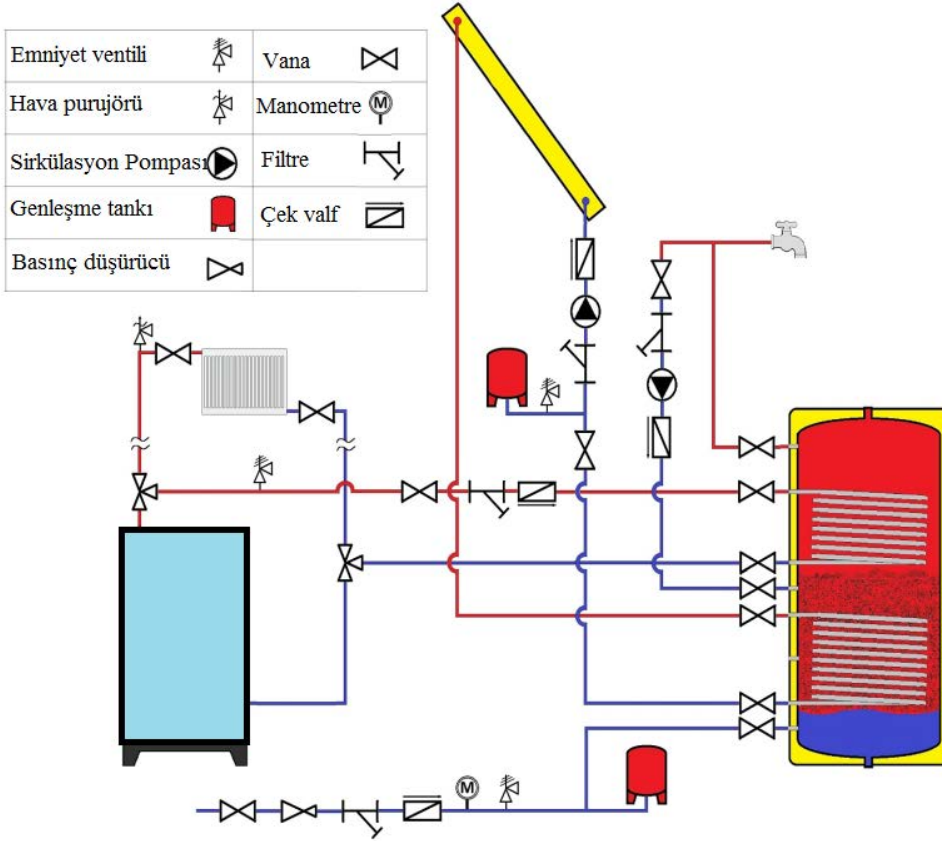 Emniyet ventili
Vana
Hava purujörü
Manometre
M
Sirkülasyon Pompası
Filtre
Genleşme tankı
Çek valf
Basınç düşürücü
M